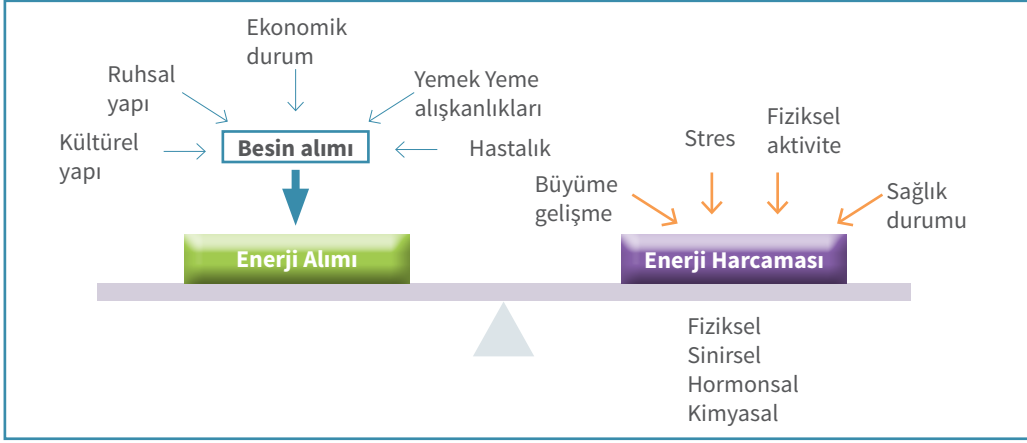 Ekonomik
durum
Ruhsal
yapı
Yemek Yeme
alışkanlıkları
Kültürel
yapı
Besin alımı
Hastalık
Stres
Fiziksel
aktivite
Büyüme
gelişme
Sağlık
durumu
Enerji Alımı
Enerji Harcaması
Fiziksel
Sinirsel
Hormonsal
Kimyasal